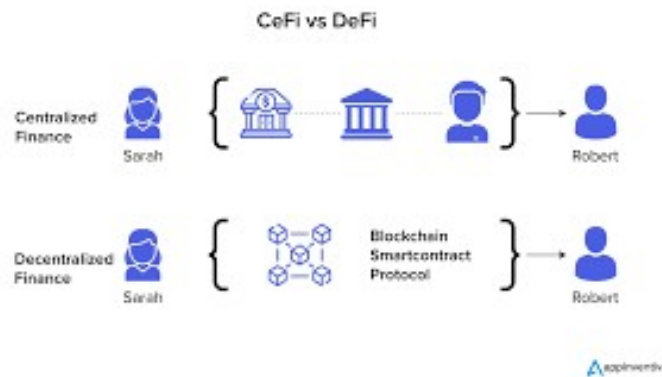 CeFi vs DeFi
Centralized
Finance
Sarah
Robert
Decentralized
Finance
Sarah
Blockchain
Smartcontract
Protocol
Robert
appinventiv